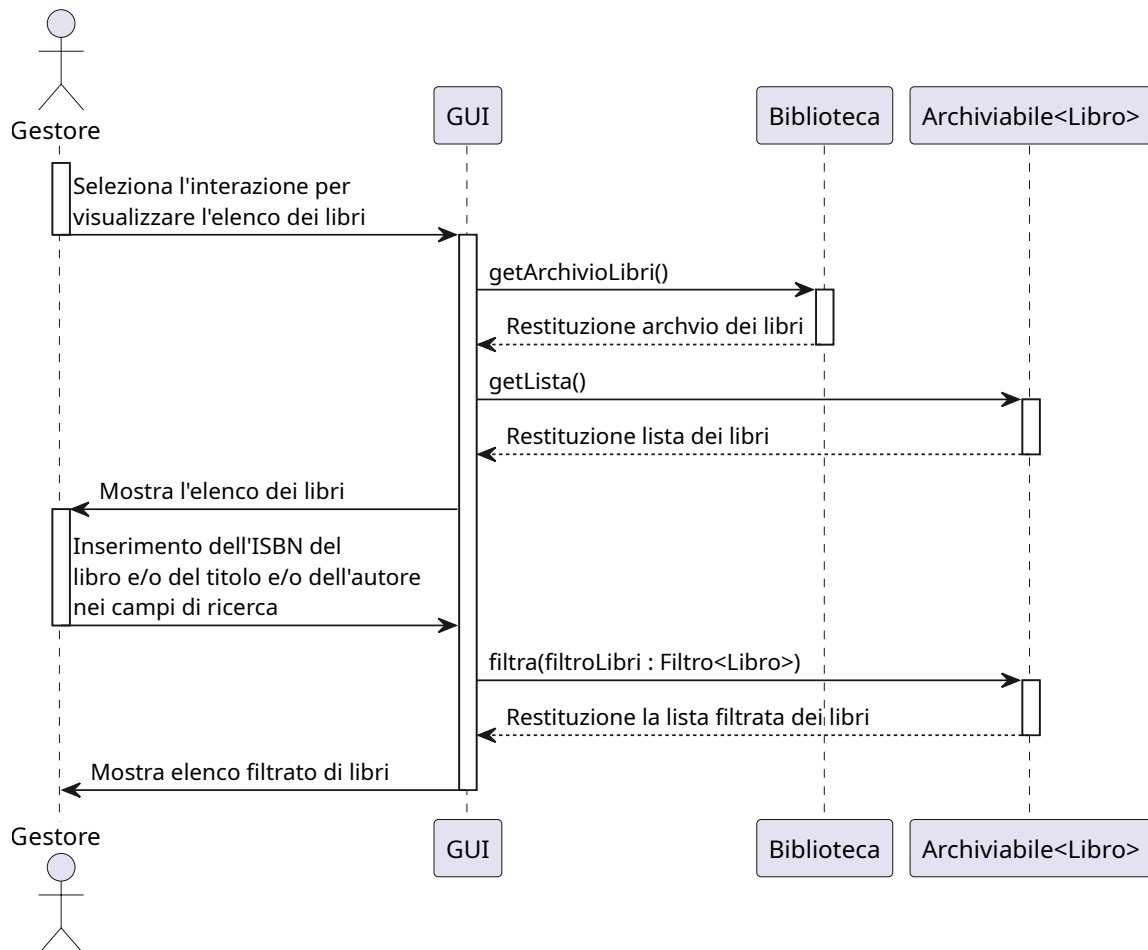 Gestore
GUI
Biblioteca
Archiviabile<Libro>
Seleziona l'interazione per
visualizzare l'elenco dei libri
getArchivioLibri()
Restituzione archvio dei libri
getLista()
Restituzione lista dei libri
Mostra l'elenco dei libri
Inserimento dell'ISBN del
libro e/o del titolo e/o dell'autore
nei campi di ricerca
filtra(filtroLibri : Filtro<Libro>)
Restituzione la lista filtrata dei libri
Mostra elenco filtrato di libri
Gestore
GUI
Biblioteca
Archiviabile<Libro>